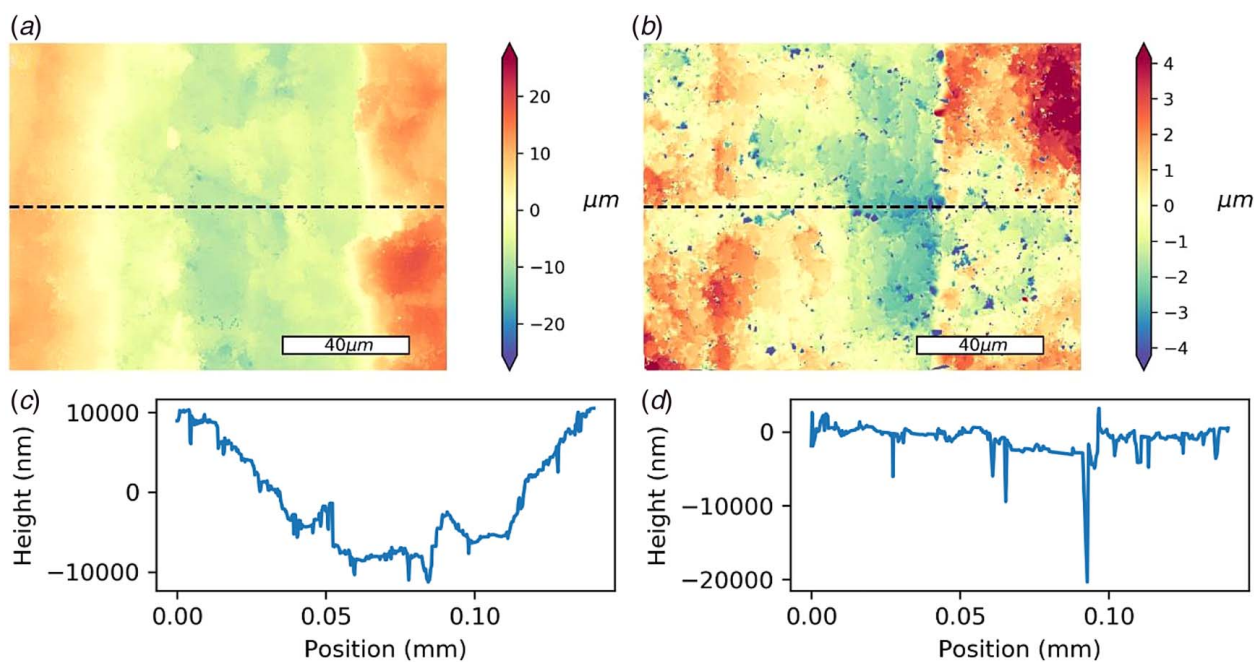 (a)
20
10
0
−10
−20
μm
40μm
(b)
4
3
2
1
0
−1
−2
−3
−4
μm
40μm
(c)
Height (nm)
10000
0
−10000
0.00 0.05 0.10
Position (mm)
(d)
Height (nm)
0
−10000
−20000
0.00 0.05 0.10
Position (mm)